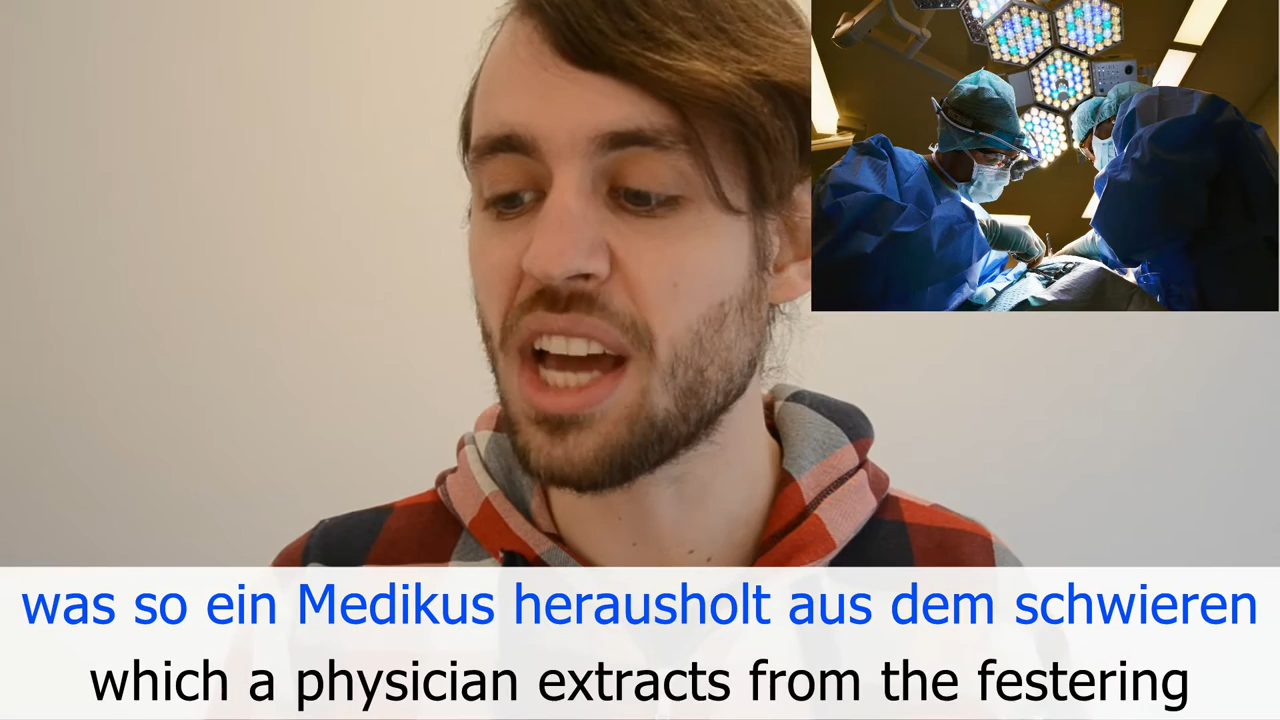 was so ein Medikus herausholt aus dem schwieren
which a physician extracts from the festering